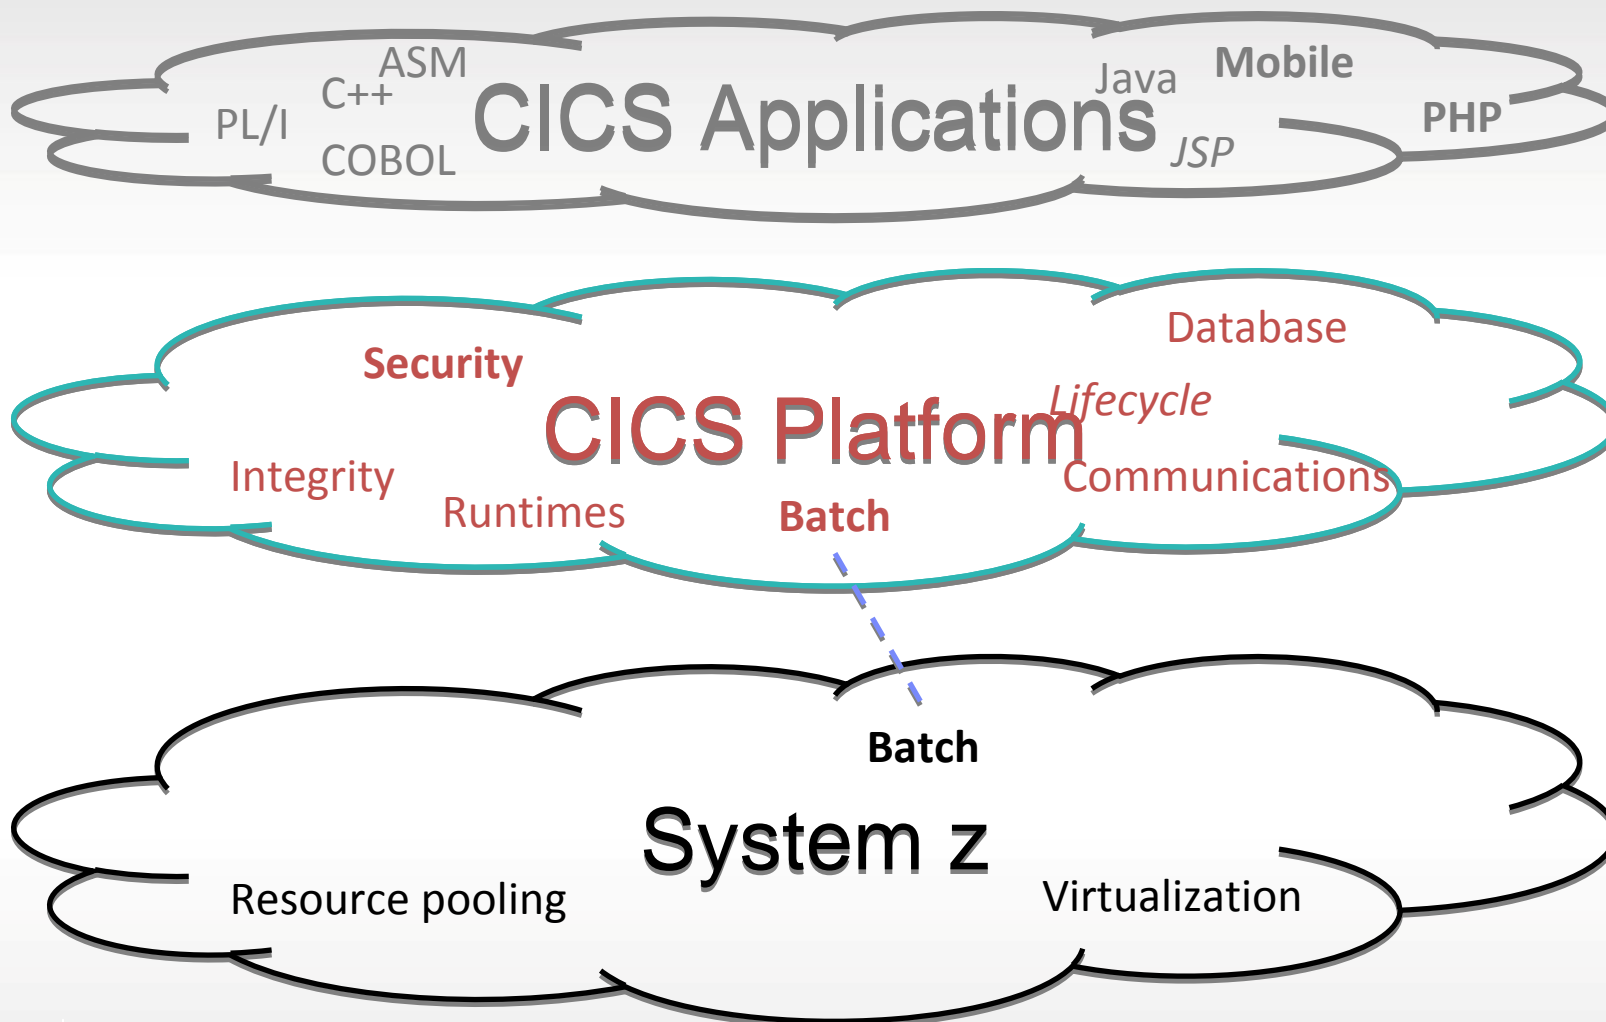 ASM
C++
PL/I
COBOL
CICS Applications
Java
Mobile
PHP
JSP
Database
Security
Lifecycle
CICS Platform
Integrity
Communications
Runtimes
Batch
Batch
System z
Resource pooling
Virtualization